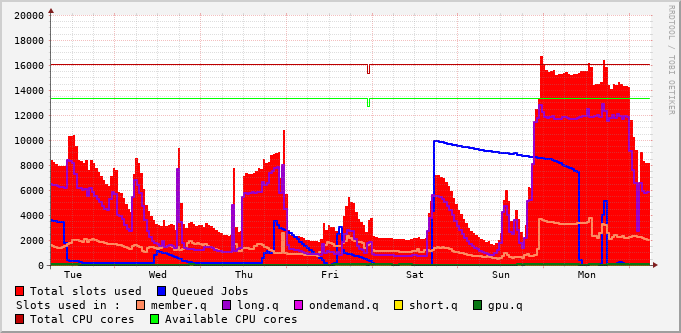 20000
18000
16000
14000
12000
10000
8000
6000
4000
2000
0
Tue Wed Thu Fri Sat Sun Mon
RRDTOOL / TOBI OETIKER
Total slots used Queued Jobs
Slots used in : member.q long.q ondemand.q short.q gpu.q
Total CPU cores Available CPU cores